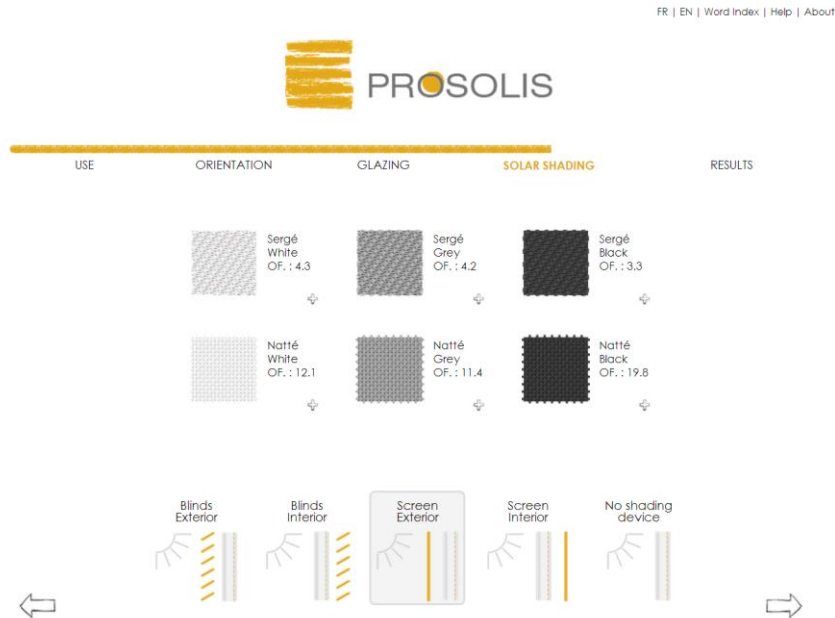 FR | EN | Word Index | Help | About
PROSOLIS
USE ORIENTATION GLAZING SOLAR SHADING RESULTS
Sergé
White
OF. : 4.3
Sergé
Grey
OF. : 4.2
Sergé
Black
OF. : 3.3
Natté
White
OF. : 12.1
Natté
Grey
OF. : 11.4
Natté
Black
OF. : 19.8
Blinds
Exterior
Blinds
Interior
Screen
Exterior
Screen
Interior
No shading
device